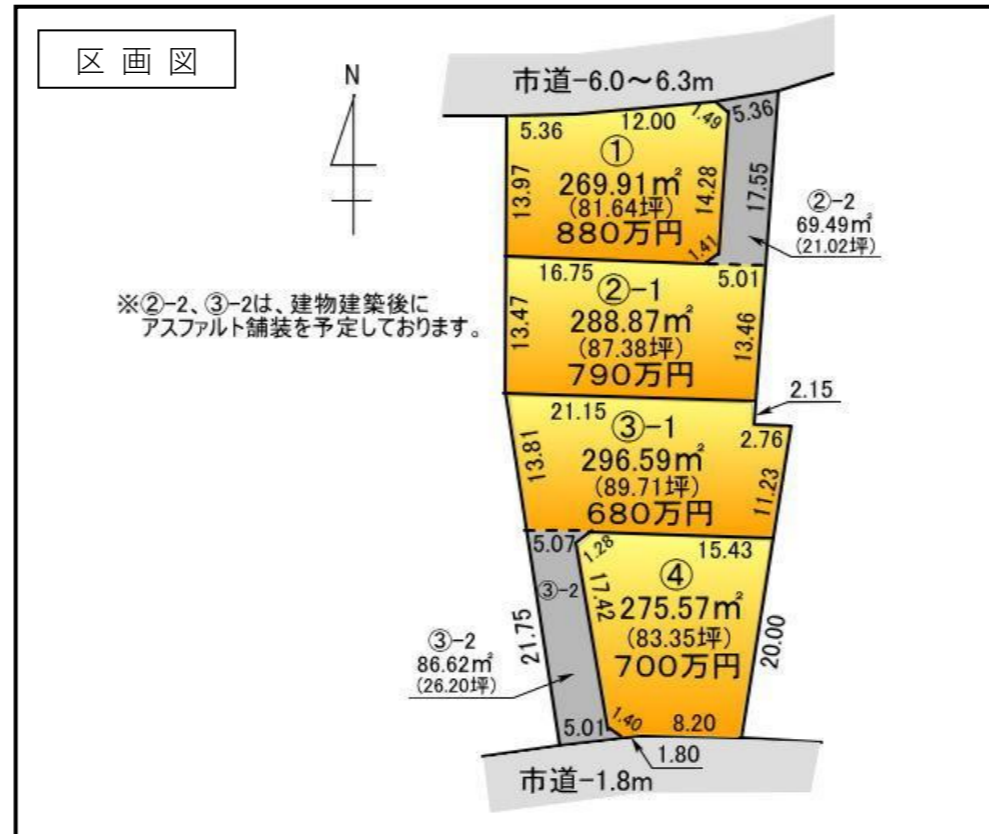 区画図
N
市道-6.0～6.3m
5.36
12.00
1.49
5.36
①
269.91㎡
(81.64坪)
880万円
13.97
14.28
1.41
17.55
②-2
69.49㎡
(21.02坪)
※②-2、③-2は、建物建築後に
アスファルト舗装を予定しております。
16.75
5.01
②-1
288.87㎡
(87.38坪)
790万円
13.47
13.46
2.15
21.15
③-1
2.76
296.59㎡
(89.71坪)
680万円
13.81
11.23
5.07
1.28
15.43
③-2
17.42
④
275.57㎡
(83.35坪)
700万円
21.75
20.00
③-2
86.62㎡
(26.20坪)
5.01
1.40
8.20
1.80
市道-1.8m